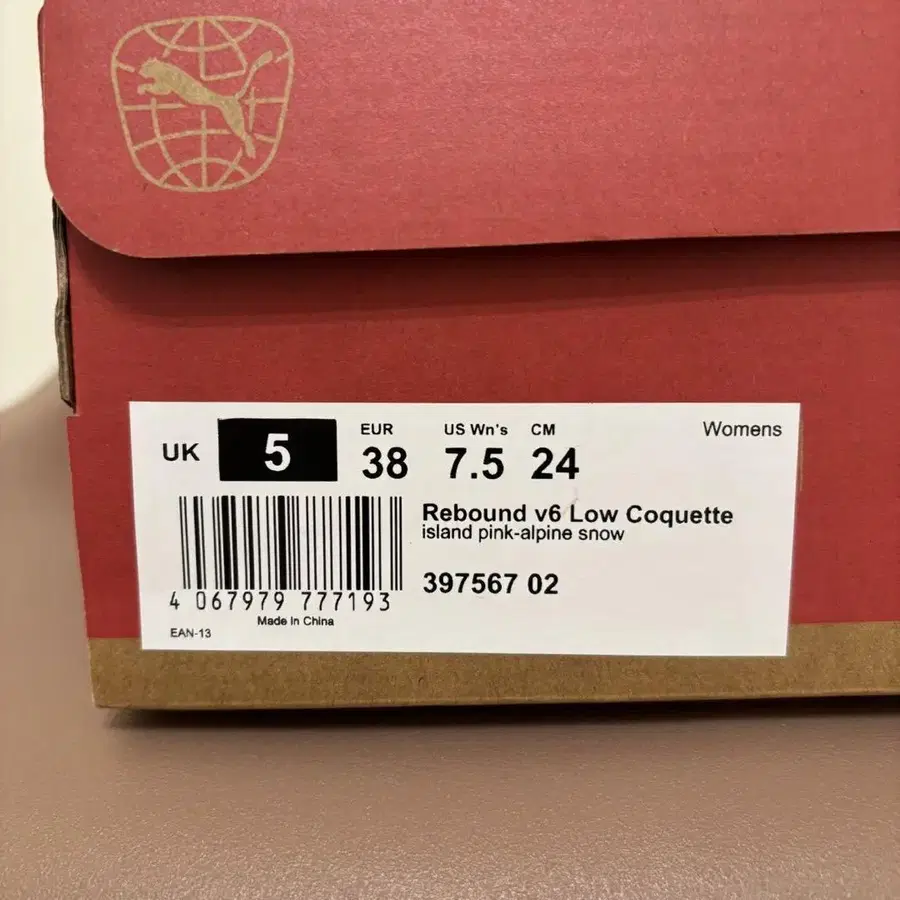 UK 5
EUR 38
US Wn's 7.5
CM 24
Womens
Rebound v6 Low Coquette
island pink-alpine snow
397567 02
4 067979 777193
Made in China
EAN-13